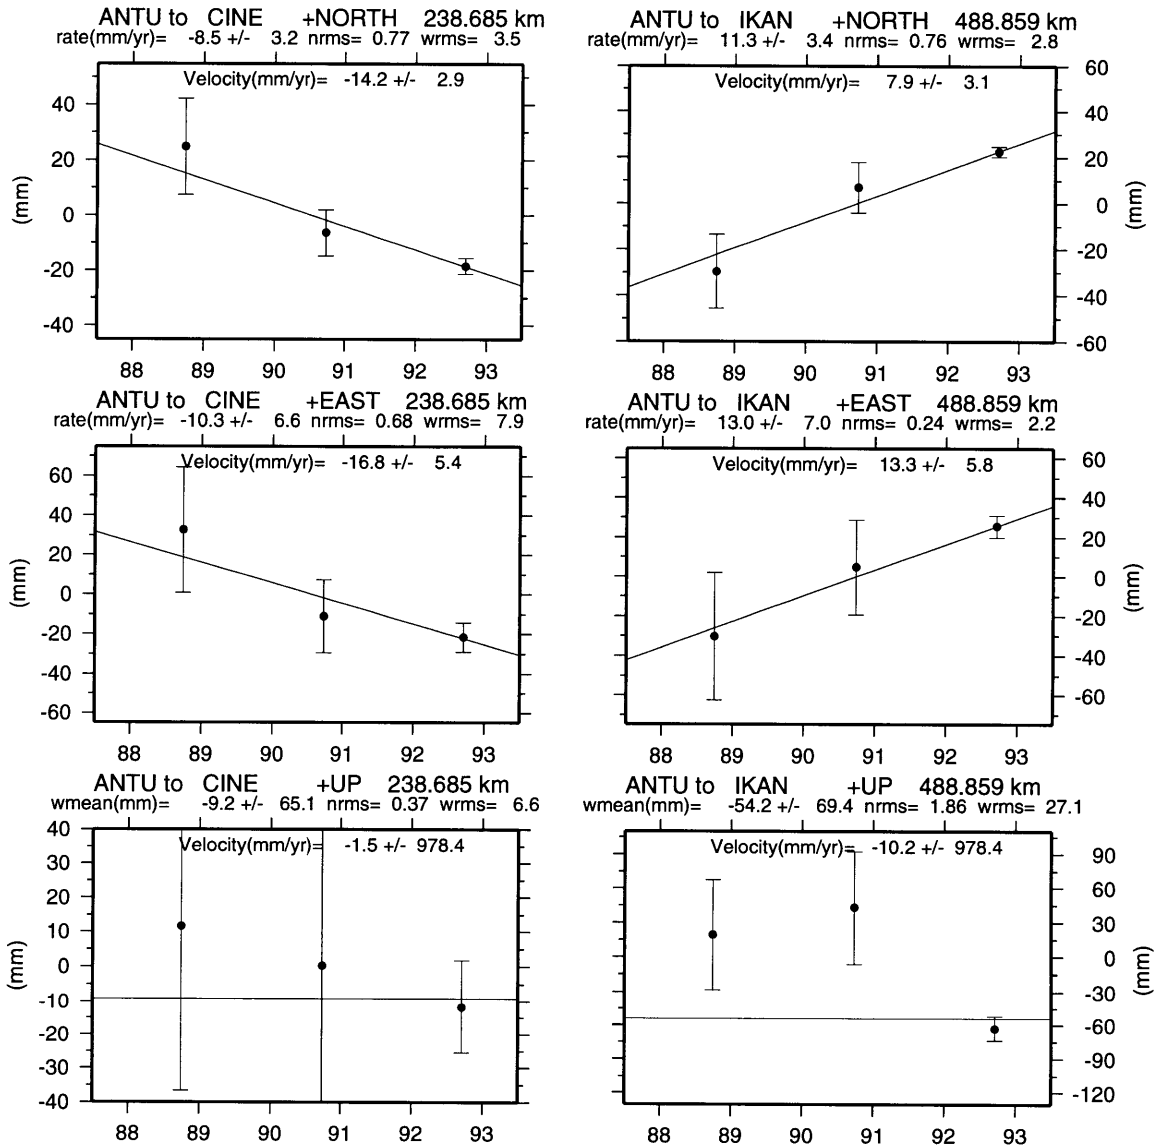 ANTU to CINE +NORTH 238.685 km
rate(mm/yr)= -8.5 +/- 3.2 nrms= 0.77 wrms= 3.5
Velocity(mm/yr)= -14.2 +/- 2.9
40
20
0
-20
-40
(mm)
88 89 90 91 92 93
ANTU to IKAN +NORTH 488.859 km
rate(mm/yr)= 11.3 +/- 3.4 nrms= 0.76 wrms= 2.8
Velocity(mm/yr)= 7.9 +/- 3.1
60
40
20
0
-20
-40
-60
(mm)
88 89 90 91 92 93
ANTU to CINE +EAST 238.685 km
rate(mm/yr)= -10.3 +/- 6.6 nrms= 0.68 wrms= 7.9
Velocity(mm/yr)= -16.8 +/- 5.4
60
40
20
0
-20
-40
-60
(mm)
88 89 90 91 92 93
ANTU to IKAN +EAST 488.859 km
rate(mm/yr)= 13.0 +/- 7.0 nrms= 0.24 wrms= 2.2
Velocity(mm/yr)= 13.3 +/- 5.8
60
40
20
0
-20
-40
-60
(mm)
88 89 90 91 92 93
ANTU to CINE +UP 238.685 km
wmean(mm)= -9.2 +/- 65.1 nrms= 0.37 wrms= 6.6
Velocity(mm/yr)= -1.5 +/- 978.4
40
30
20
10
0
-10
-20
-30
-40
(mm)
88 89 90 91 92 93
ANTU to IKAN +UP 488.859 km
wmean(mm)= -54.2 +/- 69.4 nrms= 1.86 wrms= 27.1
Velocity(mm/yr)= -10.2 +/- 978.4
90
60
30
0
-30
-60
-90
-120
(mm)
88 89 90 91 92 93